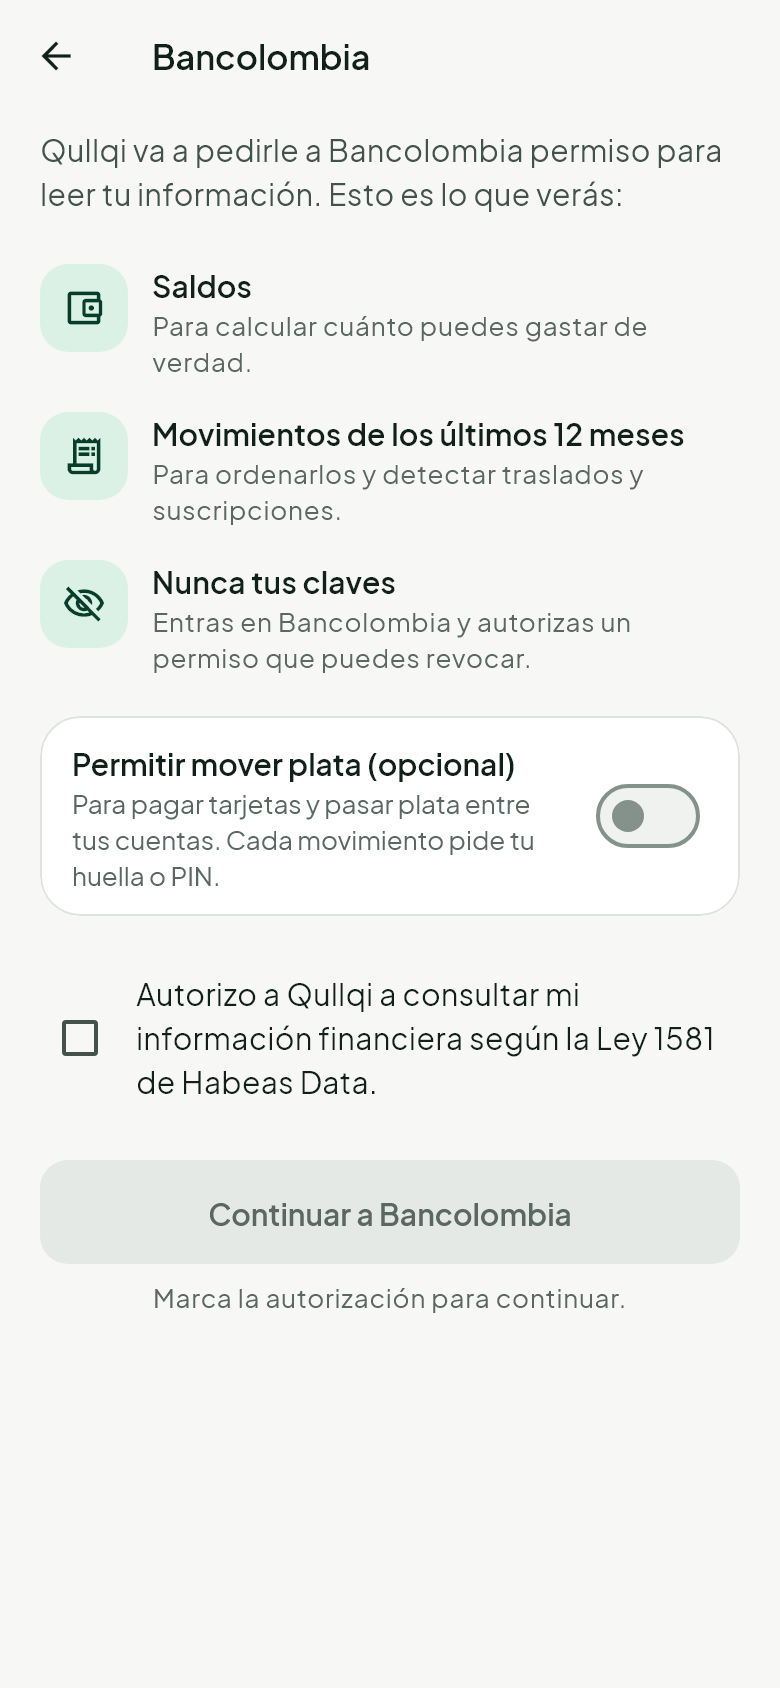 Bancolombia
Qullqi va a pedirle a Bancolombia permiso para
leer tu información. Esto es lo que verás:
Saldos
Para calcular cuánto puedes gastar de
verdad.
Movimientos de los últimos 12 meses
Para ordenarlos y detectar traslados y
suscripciones.
Nunca tus claves
Entras en Bancolombia y autorizas un
permiso que puedes revocar.
Permitir mover plata (opcional)
Para pagar tarjetas y pasar plata entre
tus cuentas. Cada movimiento pide tu
huella o PIN.
Autorizo a Qullqi a consultar mi
información financiera según la Ley 1581
de Habeas Data.
Continuar a Bancolombia
Marca la autorización para continuar.